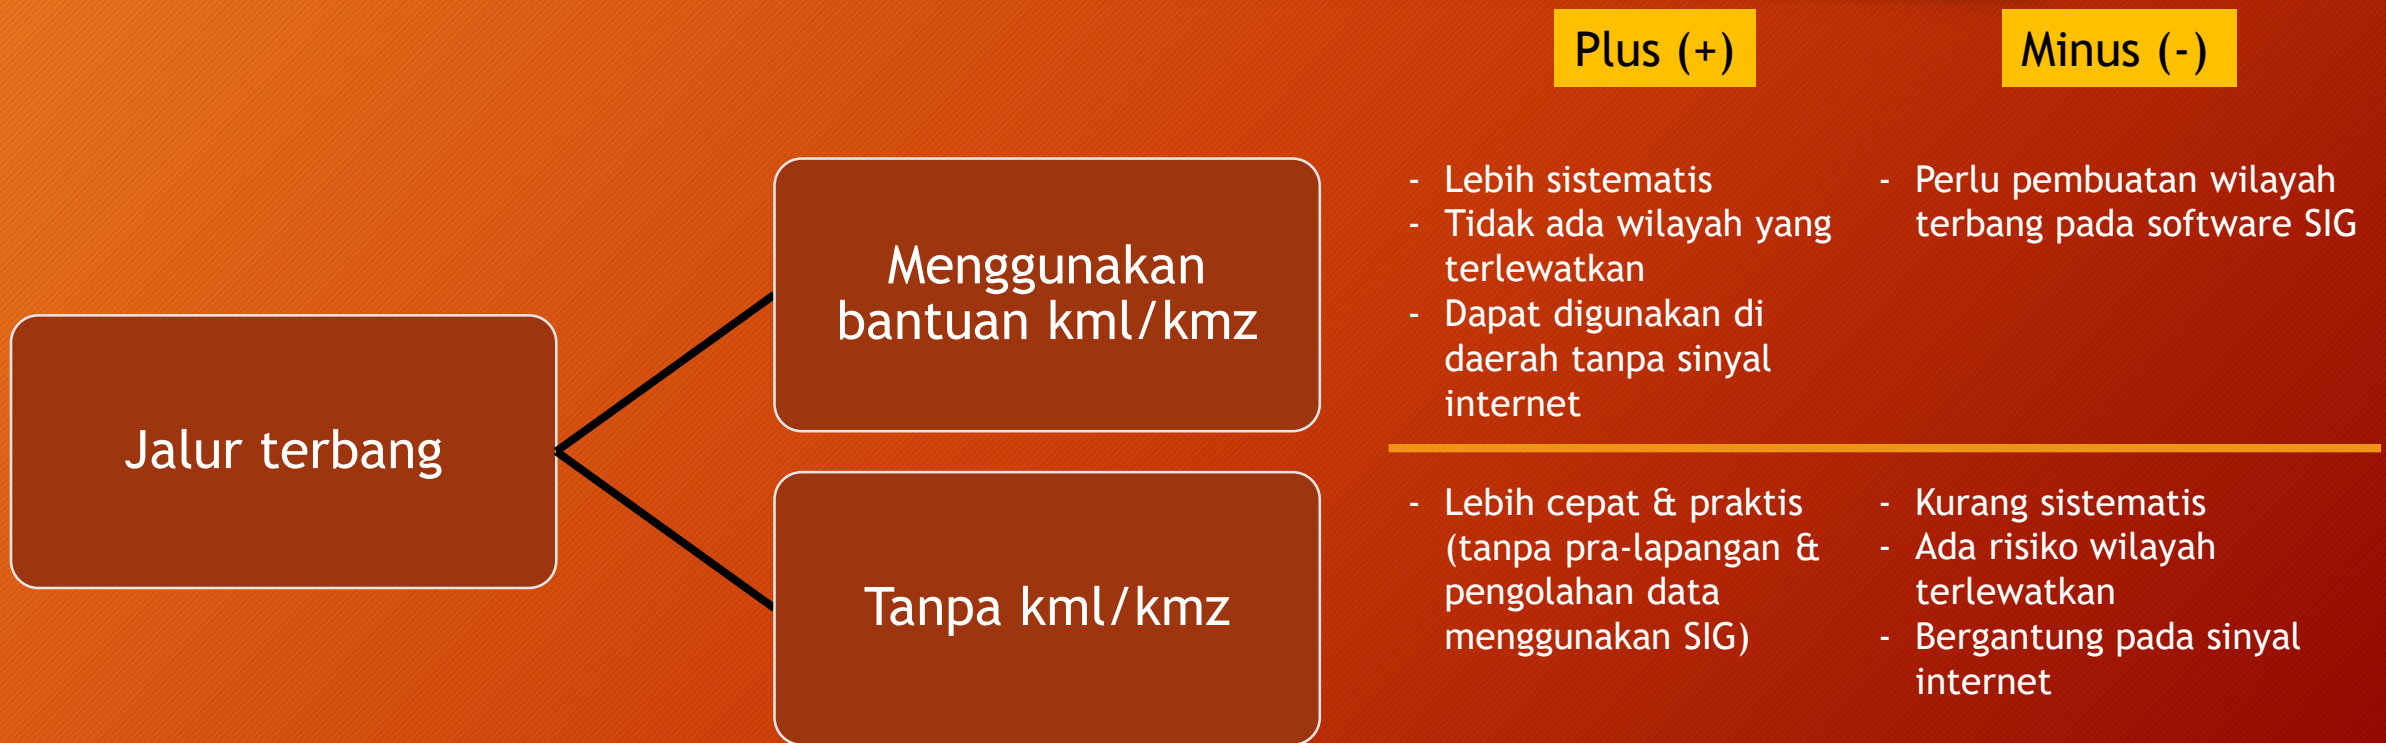 Plus (+)
Minus (-)
Jalur terbang
Menggunakan
bantuan kml/kmz
- Lebih sistematis
- Tidak ada wilayah yang
terlewatkan
- Dapat digunakan di
daerah tanpa sinyal
internet
- Perlu pembuatan wilayah
terbang pada software SIG
Tanpa kml/kmz
- Lebih cepat & praktis
(tanpa pra-lapangan &
pengolahan data
menggunakan SIG)
- Kurang sistematis
- Ada risiko wilayah
terlewatkan
- Bergantung pada sinyal
internet